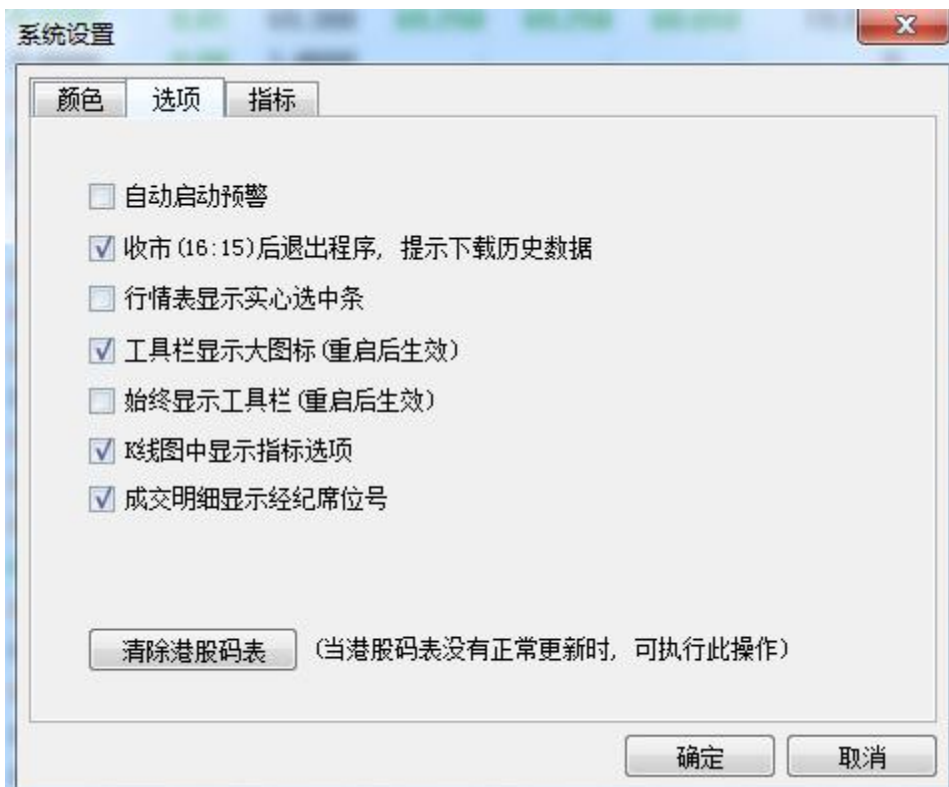 系统设置
颜色 选项 指标
自动启动预警
收市(16:15)后退出程序，提示下载历史数据
行情表显示实心选中条
工具栏显示大图标(重启后生效)
始终显示工具栏(重启后生效)
K线图中显示指标选项
成交明细显示经纪席位号
清除港股码表 (当港股码表没有正常更新时，可执行此操作)
确定 取消